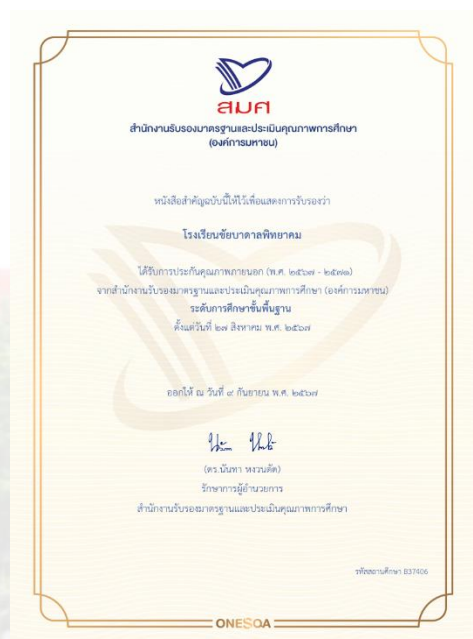 สมศ
สำนักงานรับรองมาตรฐานและประเมินคุณภาพการศึกษา
(องค์การมหาชน)
หนังสือสำคัญฉบับนี้ให้ไว้เพื่อแสดงการรับรองว่า
โรงเรียนชัยบาดาลพิทยาคม
ได้รับการประกันคุณภาพภายนอก (พ.ศ. ๒๕๖๗ - ๒๕๗๑)
จากสำนักงานรับรองมาตรฐานและประเมินคุณภาพการศึกษา (องค์การมหาชน)
ระดับการศึกษาขั้นพื้นฐาน
ตั้งแต่วันที่ ๒๗ สิงหาคม พ.ศ. ๒๕๖๗
ออกให้ ณ วันที่ ๙ กันยายน พ.ศ. ๒๕๖๗
(ดร.นันทา หงวนตัด)
รักษาการผู้อำนวยการ
สำนักงานรับรองมาตรฐานและประเมินคุณภาพการศึกษา
รหัสสถานศึกษา B37406
ONESQA